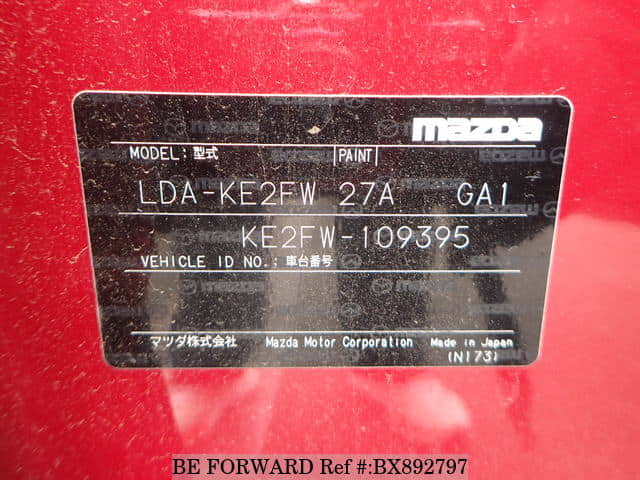 mazda
MODEL: 型式 |PAINT|
LDA-KE2FW 27A GA1
KE2FW-109395
VEHICLE ID NO.: 車台番号
マツダ株式会社 Mazda Motor Corporation Made in Japan
(N173)
BE FORWARD Ref #:BX892797